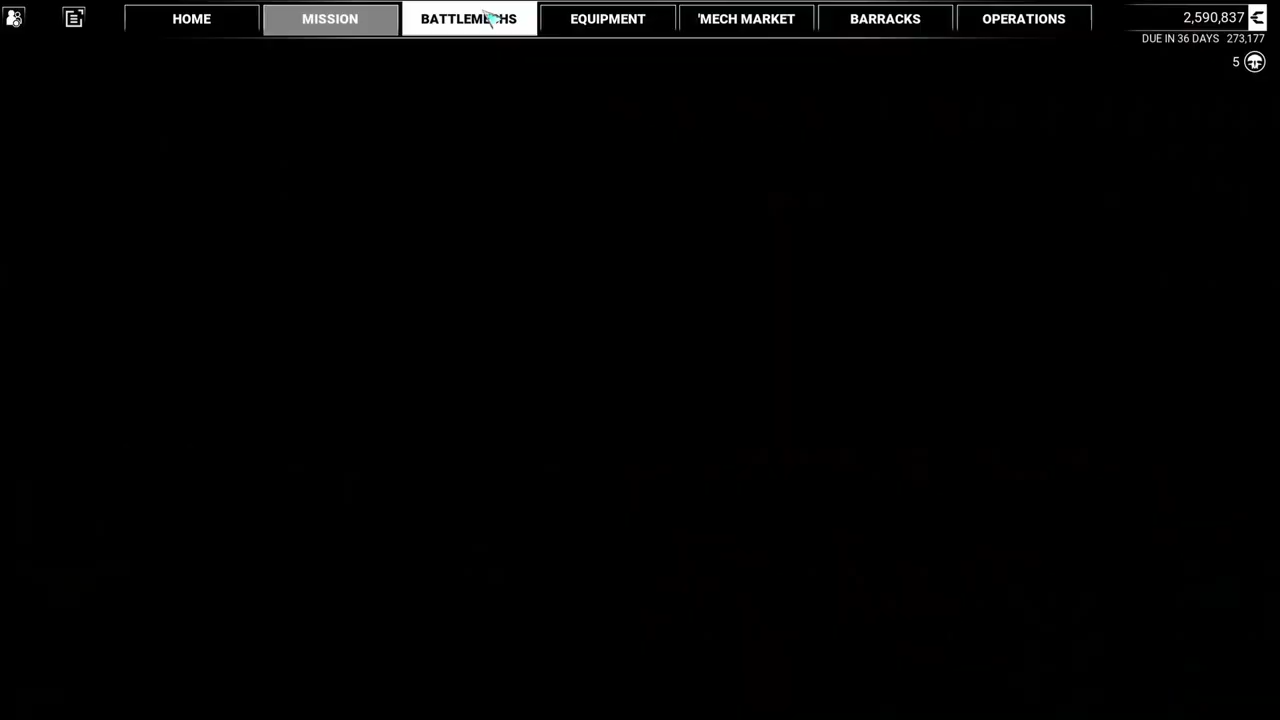 HOME
MISSION
BATTLEMECHS
EQUIPMENT
'MECH MARKET
BARRACKS
OPERATIONS
2,590,837
DUE IN 36 DAYS 273,177
5